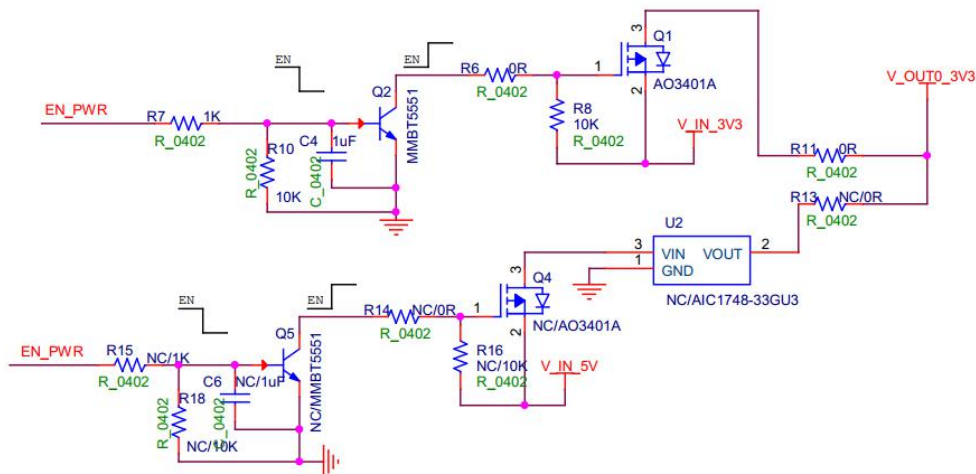 EN
EN
EN_PWR
R7
1K
R_0402
R10
10K
R_0402
C4
1uF
C_0402
Q2
MMBT5551
R6
0R
R_0402
R8
10K
R_0402
1
3
2
Q1
AO3401A
V_IN_3V3
V_OUT0_3V3
R11
0R
R_0402
R13
NC/0R
R_0402
U2
3
VIN
VOUT
2
1
GND
NC/AIC1748-33GU3
EN
EN
EN_PWR
R15
NC/1K
R_0402
R18
NC/10K
R_0402
C6
NC/1uF
C_0402
Q5
NC/MMBT5551
R14
NC/0R
R_0402
R16
NC/10K
R_0402
1
3
2
Q4
NC/AO3401A
V_IN_5V